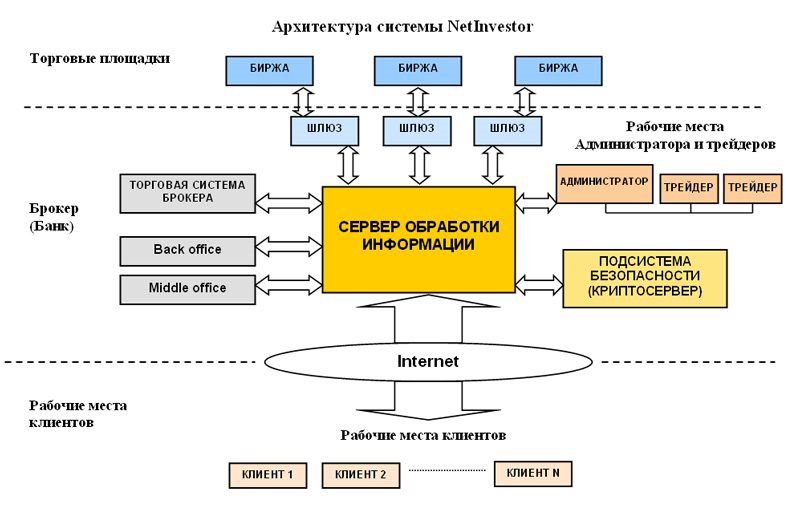 Архитектура системы NetInvestor
Торговые площадки
БИРЖА
БИРЖА
БИРЖА
ШЛЮЗ
ШЛЮЗ
ШЛЮЗ
Рабочие места
Администратора и трейдеров
Брокер
(Банк)
ТОРГОВАЯ СИСТЕМА
БРОКЕРА
Back office
Middle office
СЕРВЕР ОБРАБОТКИ
ИНФОРМАЦИИ
АДМИНИСТРАТОР
ТРЕЙДЕР
ТРЕЙДЕР
ПОДСИСТЕМА
БЕЗОПАСНОСТИ
(КРИПТОСЕРВЕР)
Internet
Рабочие места
клиентов
Рабочие места клиентов
КЛИЕНТ 1
КЛИЕНТ 2
КЛИЕНТ N